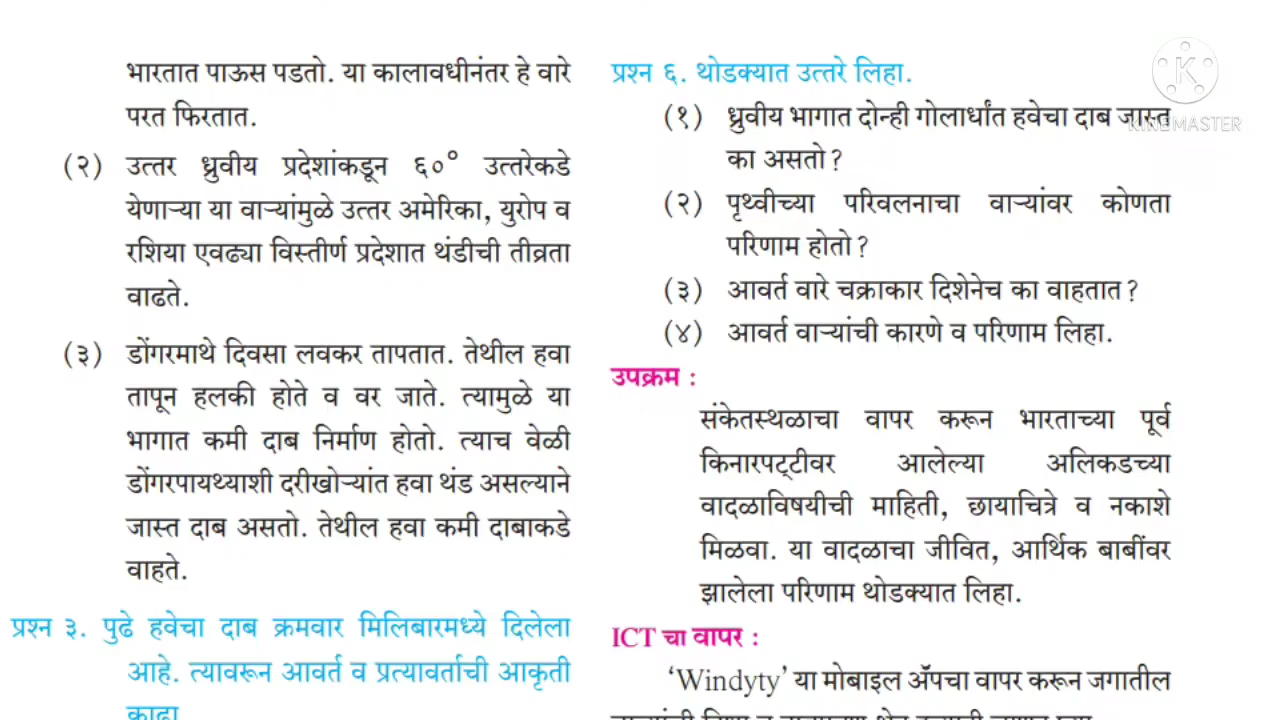 भारतात पाऊस पडतो. या कालावधीनंतर हे वारे
परत फिरतात.
(२) उत्तर ध्रुवीय प्रदेशांकडून ६०° उत्तरेकडे
येणाऱ्या या वाऱ्यांमुळे उत्तर अमेरिका, युरोप व
रशिया एवढ्या विस्तीर्ण प्रदेशात थंडीची तीव्रता
वाढते.
(३) डोंगरमाथे दिवसा लवकर तापतात. तेथील हवा
तापून हलकी होते व वर जाते. त्यामुळे या
भागात कमी दाब निर्माण होतो. त्याच वेळी
डोंगरपायथ्याशी दरीखोऱ्यांत हवा थंड असल्याने
जास्त दाब असतो. तेथील हवा कमी दाबाकडे
वाहते.
प्रश्न ३. पुढे हवेचा दाब क्रमवार मिलिबारमध्ये दिलेला
आहे. त्यावरून आवर्त व प्रत्यावर्ताची आकृती
काढा
प्रश्न ६. थोडक्यात उत्तरे लिहा.
(१) ध्रुवीय भागात दोन्ही गोलार्धांत हवेचा दाब जास्त
का असतो?
(२) पृथ्वीच्या परिवलनाचा वाऱ्यांवर कोणता
परिणाम होतो?
(३) आवर्त वारे चक्राकार दिशेनेच का वाहतात?
(४) आवर्त वाऱ्यांची कारणे व परिणाम लिहा.
उपक्रम :
संकेतस्थळाचा वापर करून भारताच्या पूर्व
किनारपट्टीवर आलेल्या अलिकडच्या
वादळाविषयीची माहिती, छायाचित्रे व नकाशे
मिळवा. या वादळाचा जीवित, आर्थिक बाबींवर
झालेला परिणाम थोडक्यात लिहा.
ICT चा वापर :
‘Windyty’ या मोबाइल ॲपचा वापर करून जगातील
K
KINEMASTER